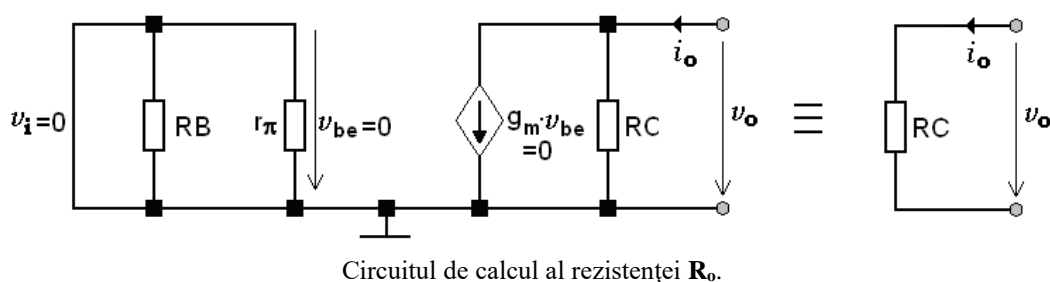 i_o
i_o
v_i=0
RB
r_π
v_be=0
g_m·v_be
=0
RC
v_o
≡
RC
v_o
Circuitul de calcul al rezistenţei R_o.